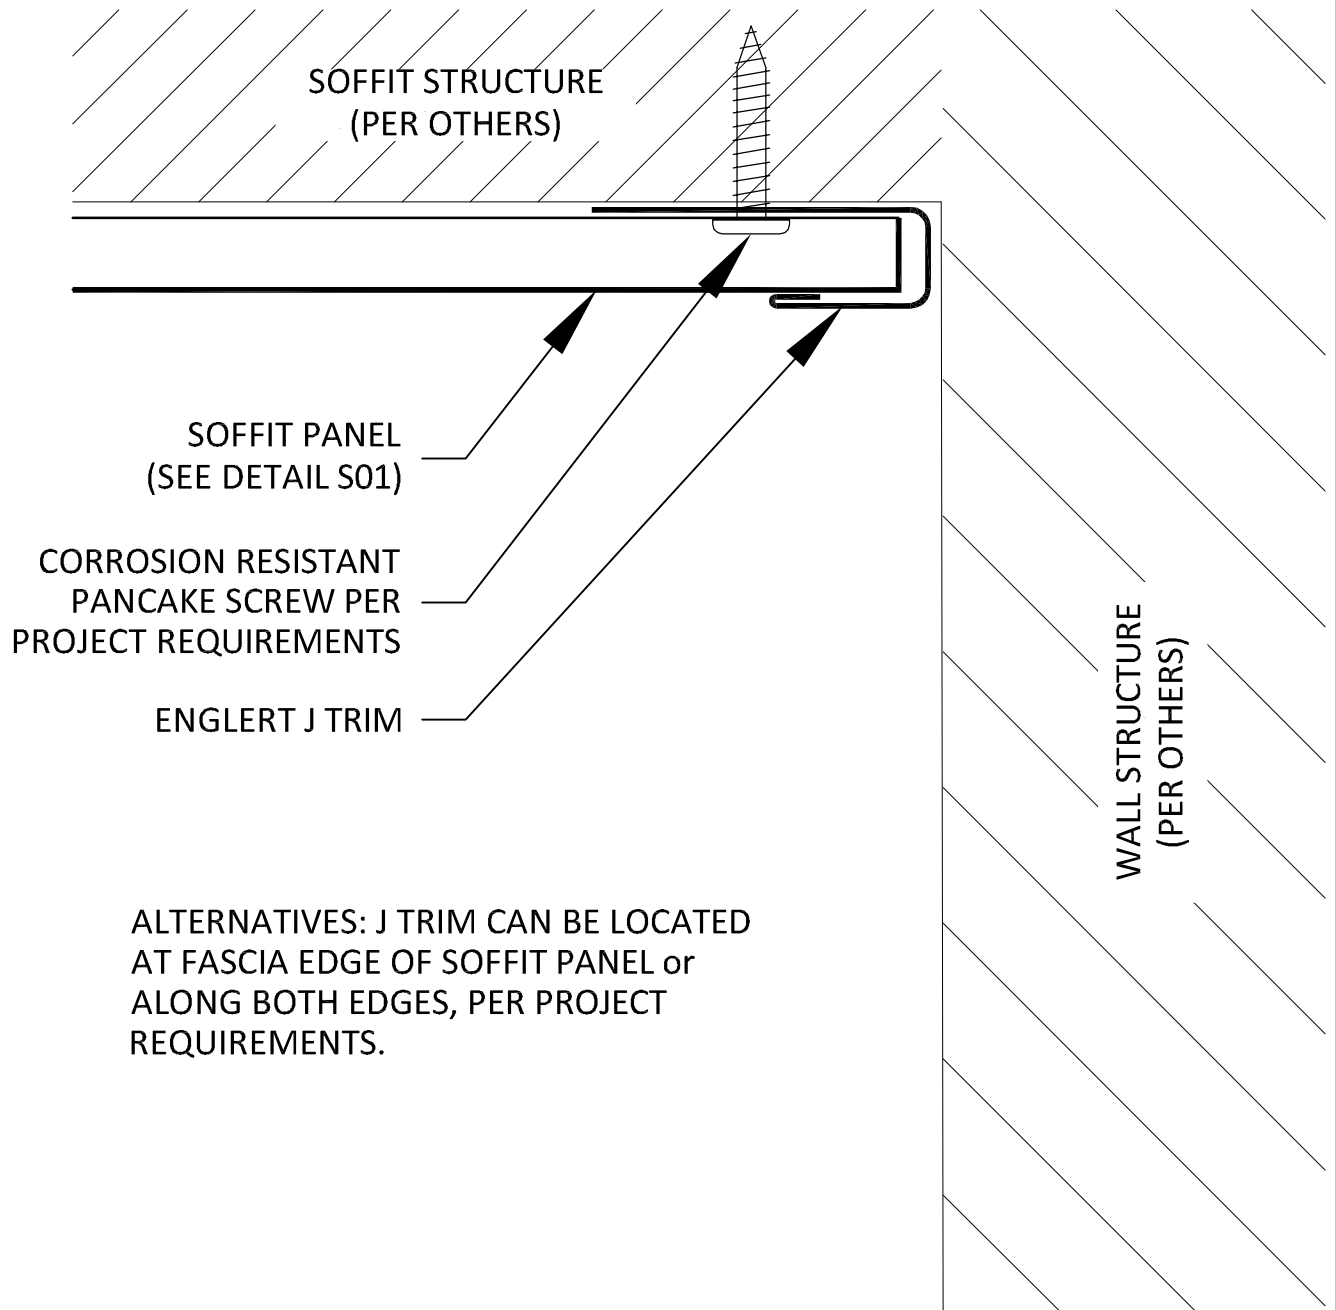 SOFFIT STRUCTURE
(PER OTHERS)
SOFFIT PANEL
(SEE DETAIL S01)
CORROSION RESISTANT
PANCAKE SCREW PER
PROJECT REQUIREMENTS
ENGLERT J TRIM
WALL STRUCTURE
(PER OTHERS)
ALTERNATIVES: J TRIM CAN BE LOCATED
AT FASCIA EDGE OF SOFFIT PANEL or
ALONG BOTH EDGES, PER PROJECT
REQUIREMENTS.